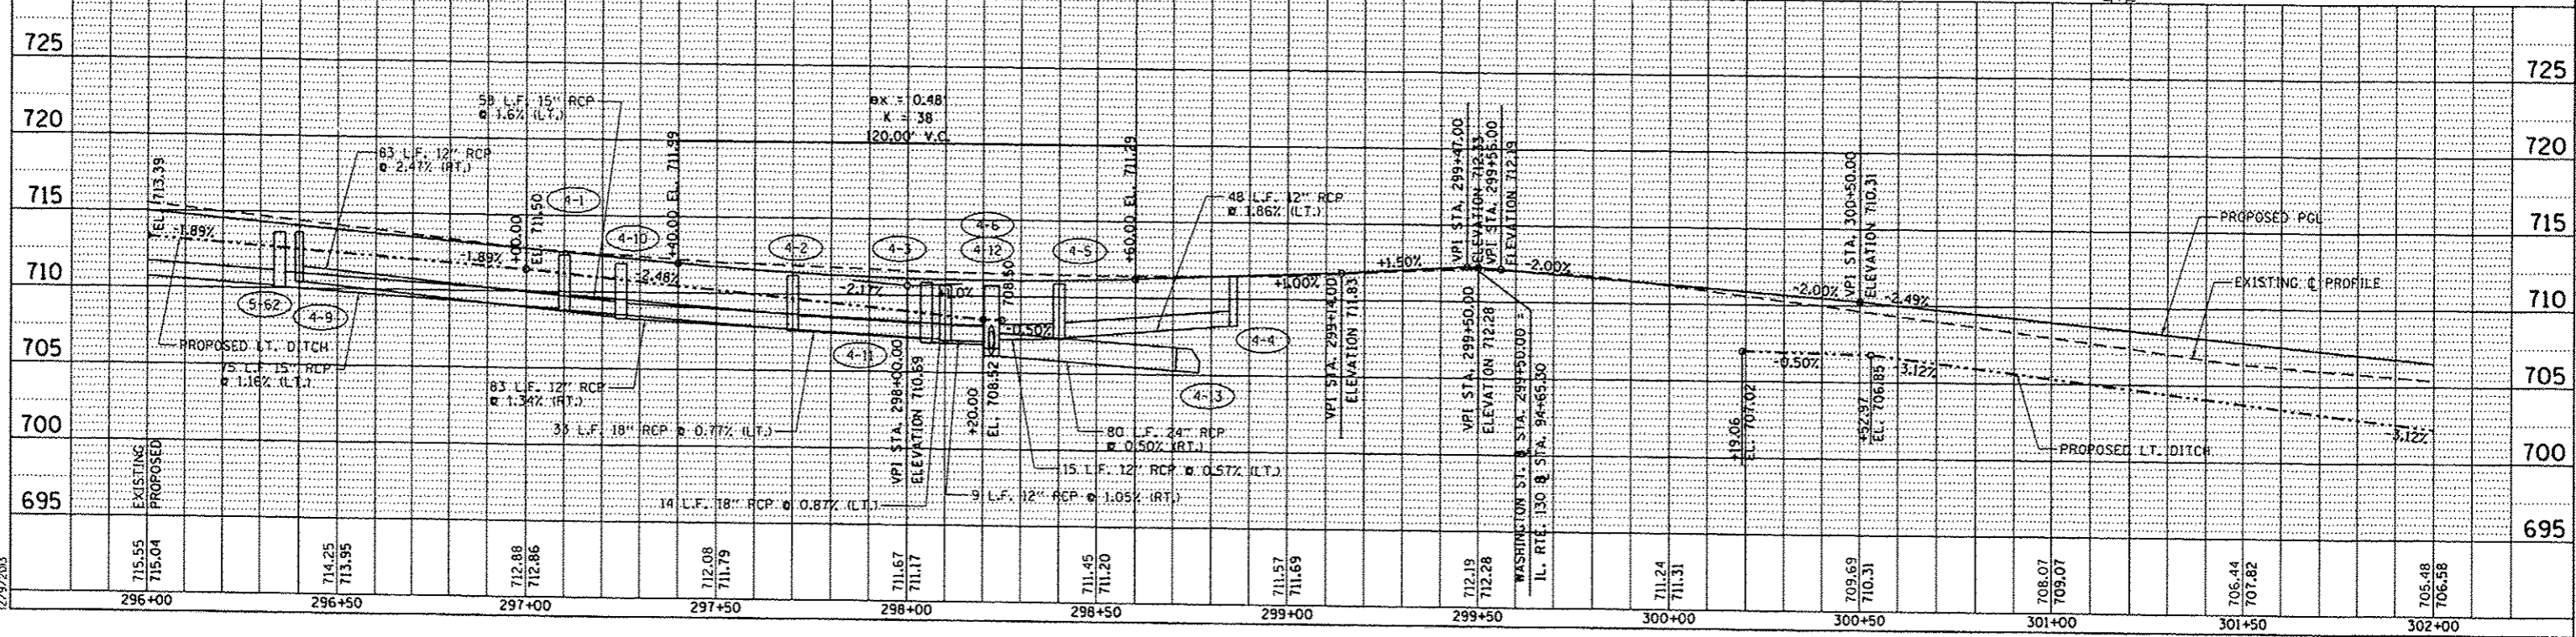 725
720
715
710
705
700
695
725
720
715
710
705
700
695
58 L.F. 15" RCP
@ 1.6% (LT.)
83 L.F. 12" RCP
@ 2.47% (RT.)
EL. 713.39
-1.89%
-1.89%
+00.00
EL. 711.50
4-1
4-10
+40.00 EL. 711.99
-2.48%
ex = 0.48'
K = 38
120.00' V.C.
4-2
4-3
4-6
4-12
4-5
-2.17%
708.50
-0.50%
+60.00 EL. 711.29
48 L.F. 12" RCP
@ 1.86% (LT.)
+1.00%
+1.50%
-2.00%
VPI STA. 299+47.00
ELEVATION 712.33
VPI STA. 299+56.00
ELEVATION 712.19
VPI STA. 300+50.00
ELEVATION 710.31
-2.00%
-2.49%
PROPOSED PGL
EXISTING ℄ PROFILE
5-62
4-9
PROPOSED LT. DITCH
75 L.F. 15" RCP
@ 1.16% (LT.)
83 L.F. 12" RCP
@ 1.34% (RT.)
4-11
4-4
4-13
33 L.F. 18" RCP @ 0.77% (LT.)
14 L.F. 18" RCP @ 0.87% (LT.)
VPI STA. 298+00.00
ELEVATION 710.69
+20.00
EL. 708.52
80 L.F. 24" RCP
@ 0.50% (RT.)
15 L.F. 12" RCP @ 0.57% (LT.)
9 L.F. 12" RCP @ 1.05% (RT.)
VPI STA. 299+14.00
ELEVATION 711.83
VPI STA. 299+50.00
ELEVATION 712.28
WASHINGTON ST. ℄ STA. 299+50.00 =
IL. RTE. 130 ℄ STA. 94+65.30
+19.06
EL. 707.02
-0.50%
+52.97
EL. 706.85
-3.12%
-3.12%
PROPOSED LT. DITCH
EXISTING
PROPOSED
715.55
715.04
714.25
713.95
712.88
712.86
712.08
711.79
711.67
711.17
711.45
711.20
711.57
711.69
712.19
712.28
711.24
711.31
709.69
710.31
708.07
709.07
706.44
707.82
705.48
706.58
296+00
296+50
297+00
297+50
298+00
298+50
299+00
299+50
300+00
300+50
301+00
301+50
302+00